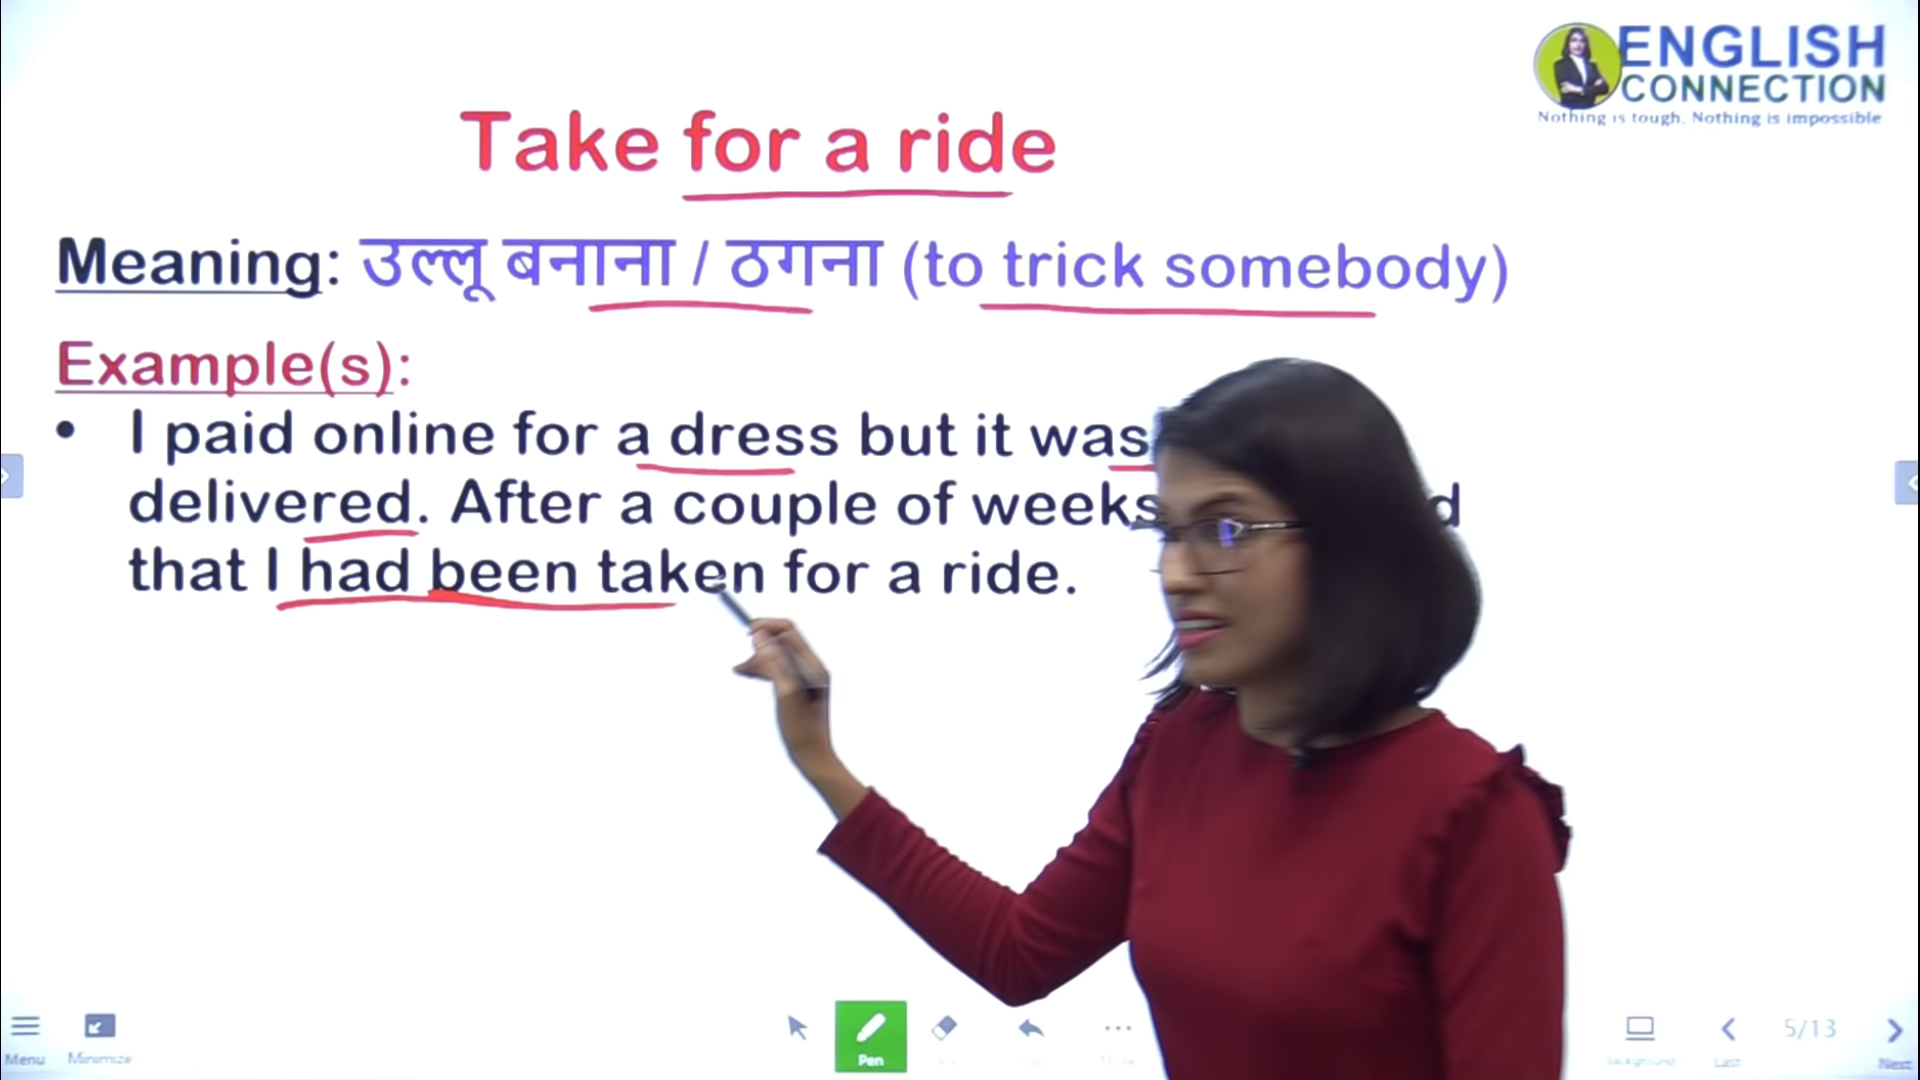 ENGLISH
CONNECTION
Nothing is tough, Nothing is impossible
Take for a ride
Meaning: उल्लू बनाना / ठगना (to trick somebody)
Example(s):
• I paid online for a dress but it was
delivered. After a couple of weeks
that I had been taken for a ride.
Menu
Minimize
Pen
Background
Last
5/13
Next